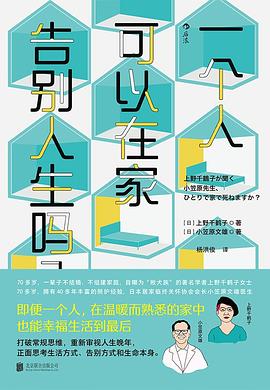 后浪
一个人
可以在家
告别人生吗
上野千鶴子が聞く
小笠原先生、
ひとりで家で死ねますか？
［日］上野千鹤子 著
［日］小笠原文雄 著
杨洪俊 译
70多岁，一辈子不结婚、不组建家庭、自嘲为“败犬族”的著名学者上野千鹤子女士
70多岁，拥有40多年丰富的照护经验，日本居家临终关怀协会会长小笠原文雄医生
即便一个人，在温暖而熟悉的家中
也能幸福生活到最后
打破常规思维，重新审视人生晚年，
正面思考生活方式、告别方式和生命本身。
小笠原文雄
上野千鹤子
北京联合出版公司